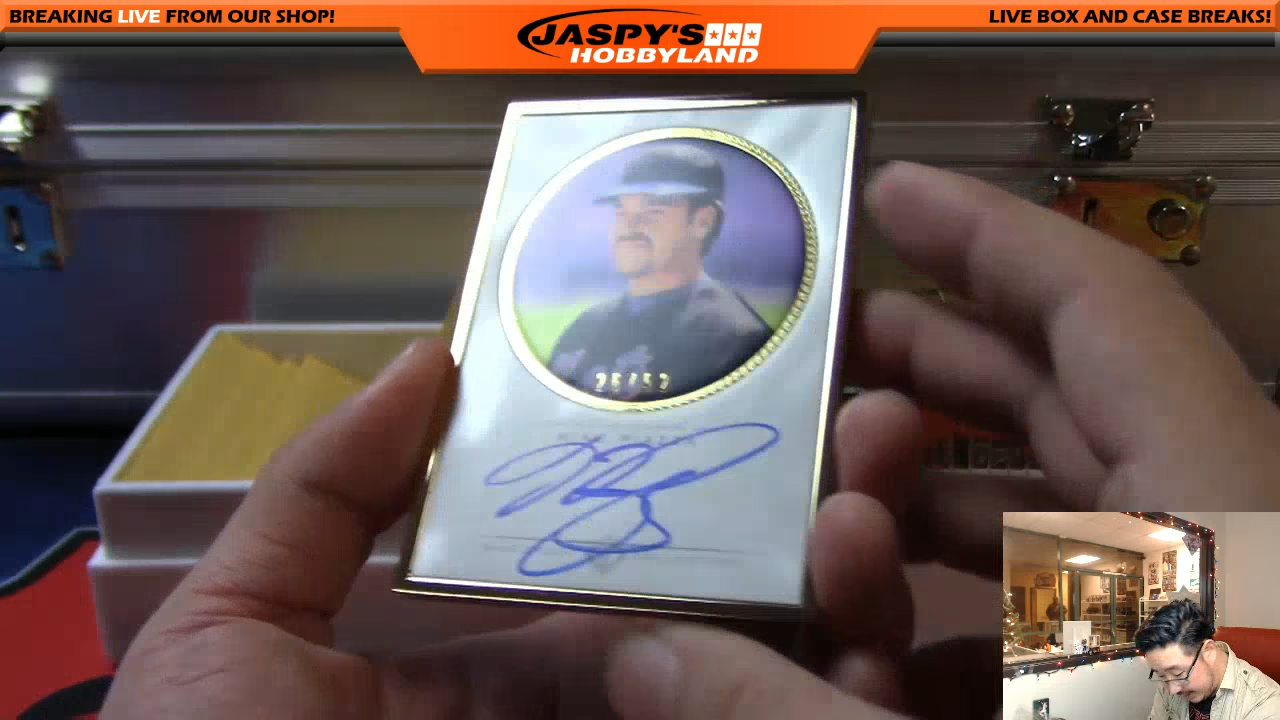 BREAKING LIVE FROM OUR SHOP!
JASPY'S
HOBBYLAND
LIVE BOX AND CASE BREAKS!
25/52